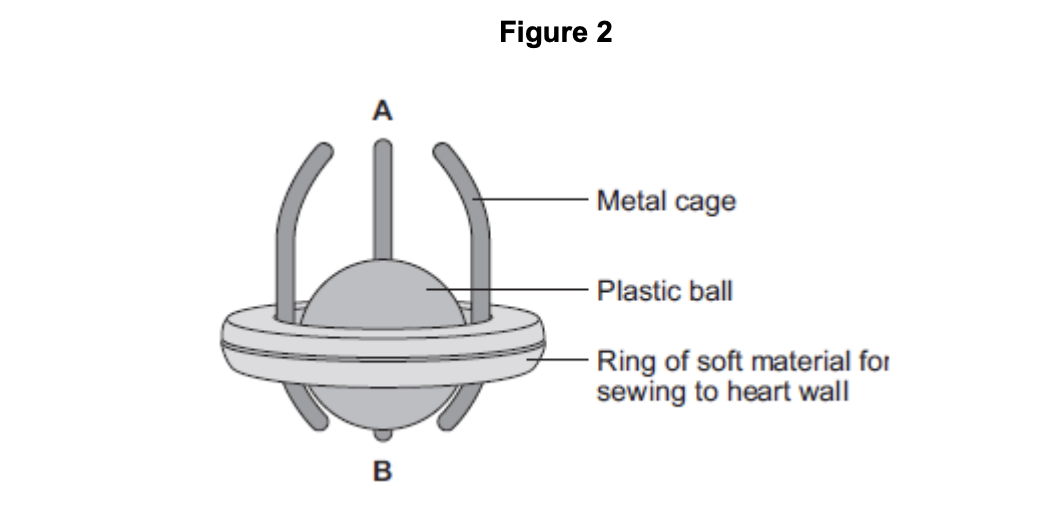 Figure 2
A
Metal cage
Plastic ball
Ring of soft material for
sewing to heart wall
B